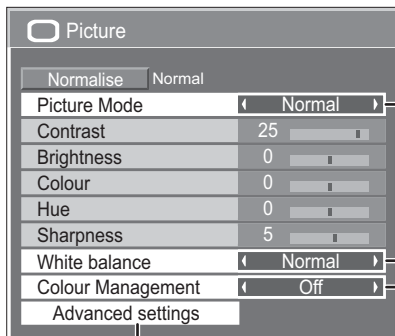 Picture
Normalise Normal
Picture Mode Normal
Contrast 25
Brightness 0
Colour 0
Hue 0
Sharpness 5
White balance Normal
Colour Management Off
Advanced settings